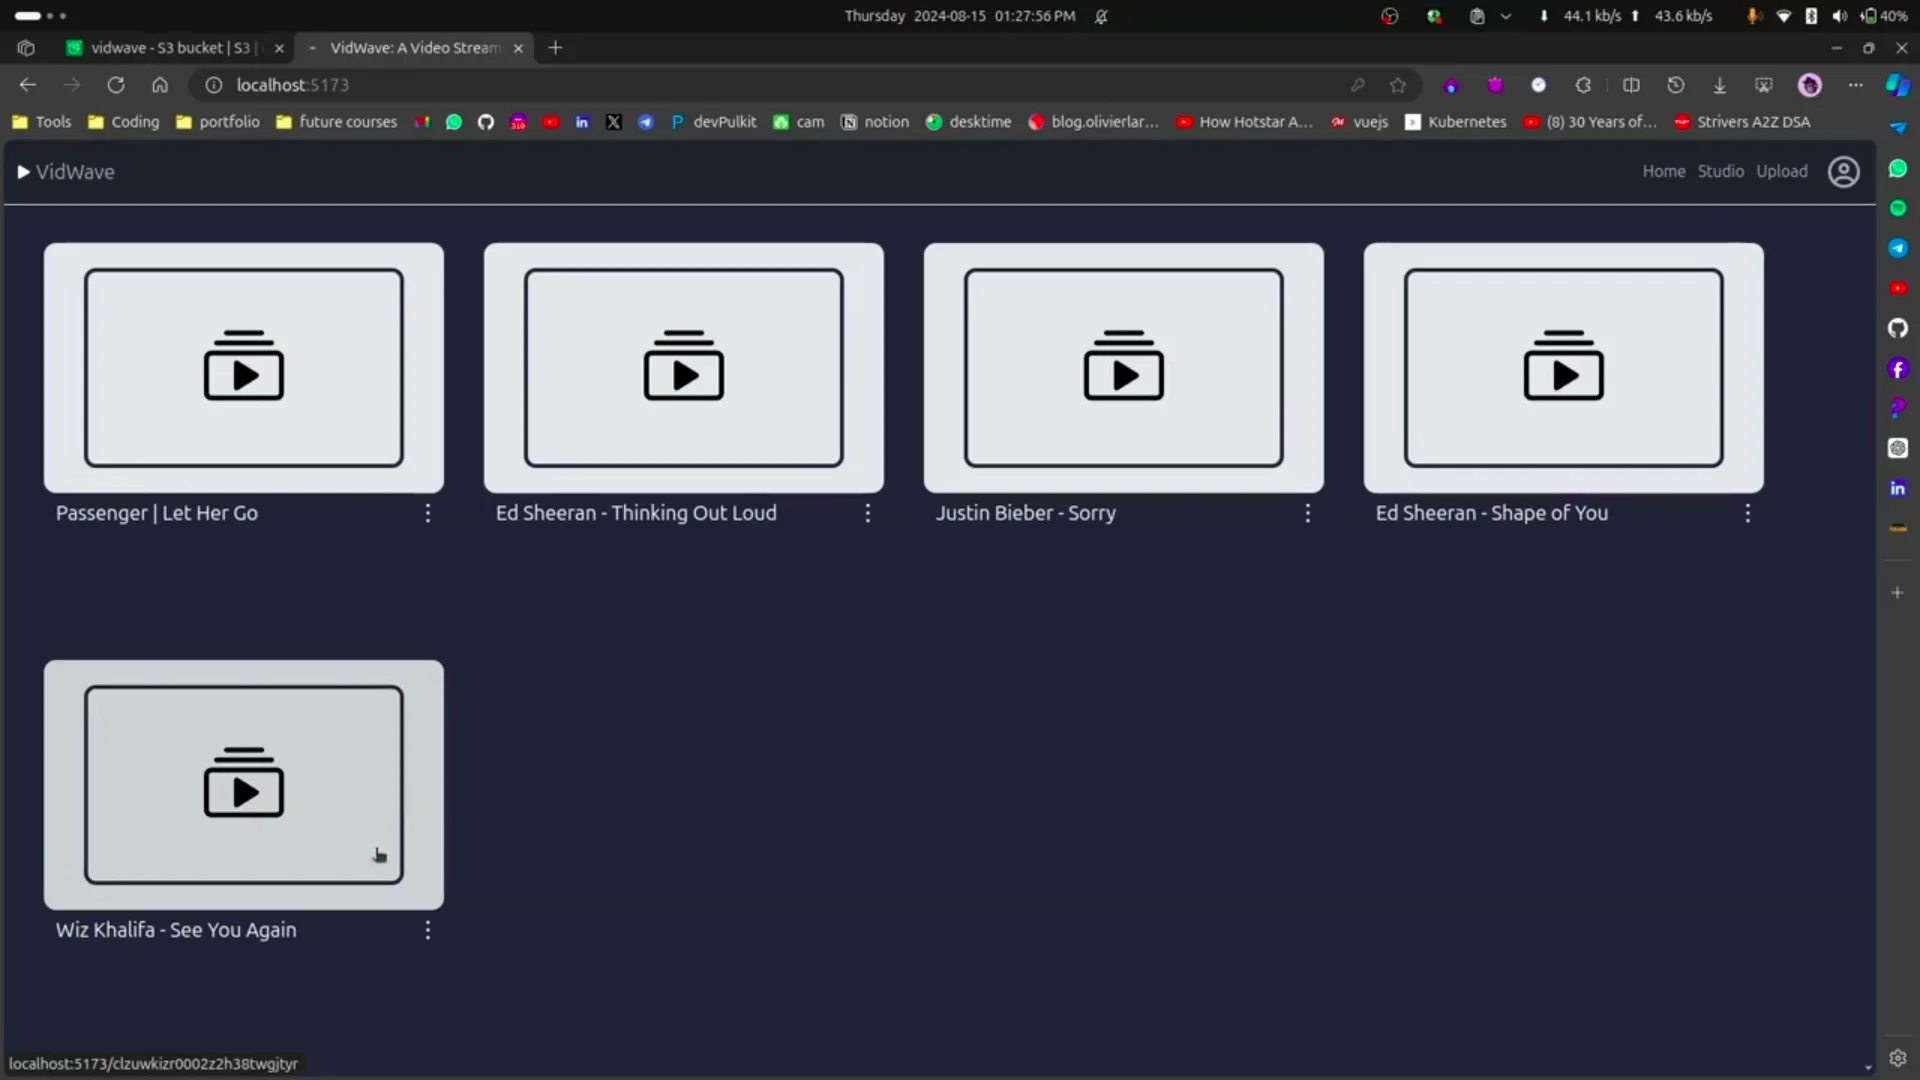 Thursday 2024-08-15 01:27:56 PM
44.1 kb/s 43.6 kb/s 40%
vidwave - S3 bucket | S3 |
VidWave: A Video Stream
localhost:5173
Tools Coding portfolio future courses devPulkit cam notion desktime blog.olivierlar... How Hotstar A... vuejs Kubernetes (8) 30 Years of... Strivers A2Z DSA
VidWave Home Studio Upload
Passenger | Let Her Go
Ed Sheeran - Thinking Out Loud
Justin Bieber - Sorry
Ed Sheeran - Shape of You
Wiz Khalifa - See You Again
localhost:5173/clzuwkizr0002z2h38twgjtyr